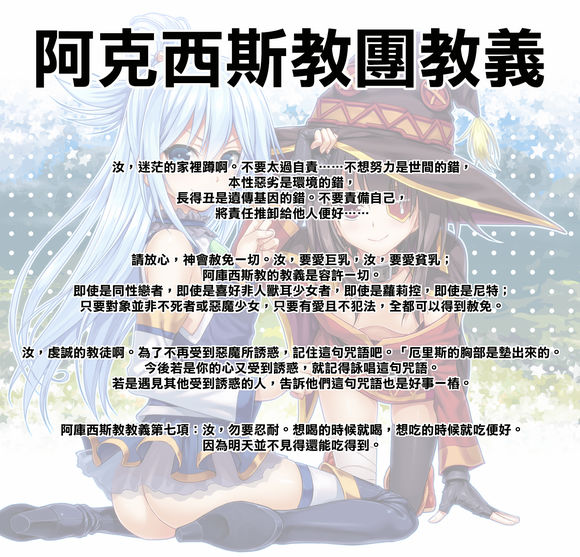 阿克西斯教團教義
汝，迷茫的家裡蹲啊。不要太過自責……不想努力是世間的錯，
本性惡劣是環境的錯，
長得丑是遺傳基因的錯。不要責備自己，
將責任推卸給他人便好……
請放心，神會赦免一切。汝，要愛巨乳，汝，要愛貧乳；
阿庫西斯教的教義是容許一切。
即使是同性戀者，即使是喜好非人獸耳少女者，即使是蘿莉控，即使是尼特；
只要對象並非不死者或惡魔少女，只要有愛且不犯法，全都可以得到赦免。
汝，虔誠的教徒啊。為了不再受到惡魔所誘惑，記住這句咒語吧。「厄里斯的胸部是墊出來的。
今後若是你的心又受到誘惑，就記得詠唱這句咒語。
若是遇見其他受到誘惑的人，告訴他們這句咒語也是好事一樁。
阿庫西斯教教義第七項：汝，勿要忍耐。想喝的時候就喝，想吃的時候就吃便好。
因為明天並不見得還能吃得到。